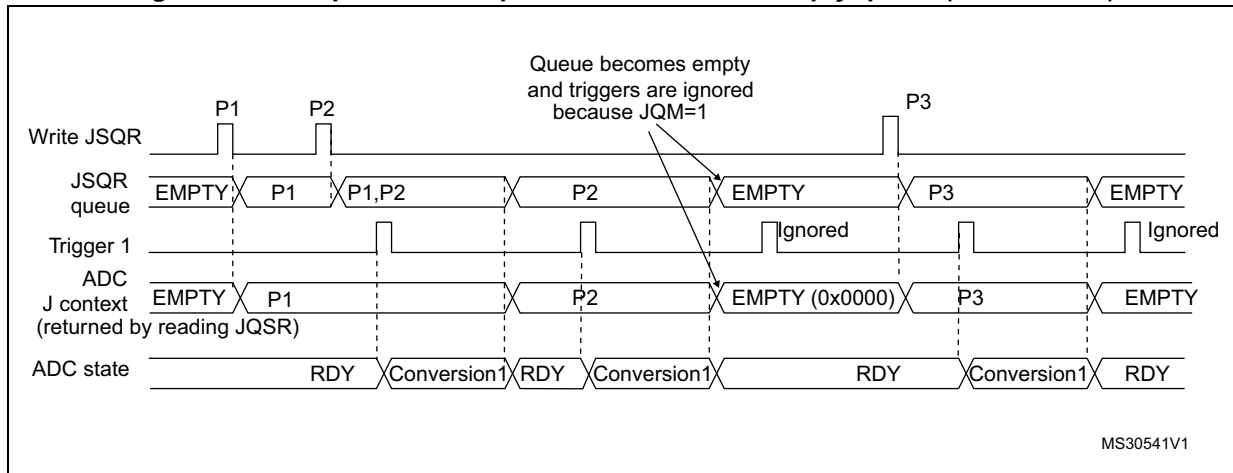 Queue becomes empty
and triggers are ignored
because JQM=1
P1
P2
P3
Write JSQR
JSQR
queue
EMPTY
P1
P1,P2
P2
EMPTY
P3
EMPTY
Trigger 1
Ignored
Ignored
ADC
J context
(returned by reading JQSR)
EMPTY
P1
P2
EMPTY (0x0000)
P3
EMPTY
ADC state
RDY
Conversion1
RDY
Conversion1
RDY
Conversion1
RDY
MS30541V1